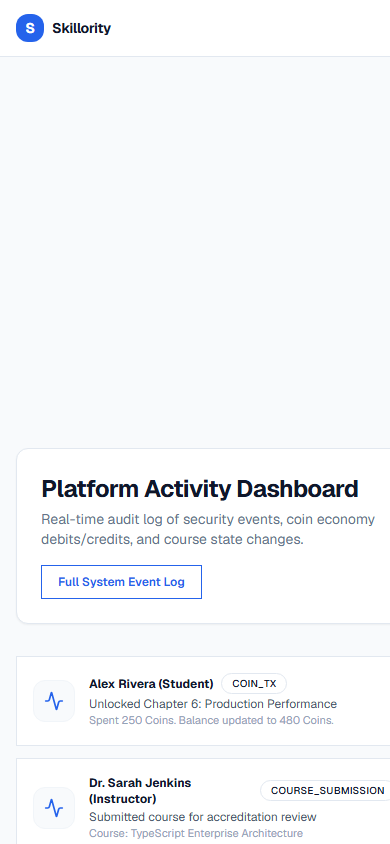 S Skillority
Platform Activity Dashboard
Real-time audit log of security events, coin economy
debits/credits, and course state changes.
Full System Event Log
Alex Rivera (Student) COIN_TX
Unlocked Chapter 6: Production Performance
Spent 250 Coins. Balance updated to 480 Coins.
Dr. Sarah Jenkins
(Instructor) COURSE_SUBMISSION
Submitted course for accreditation review
Course: TypeScript Enterprise Architecture